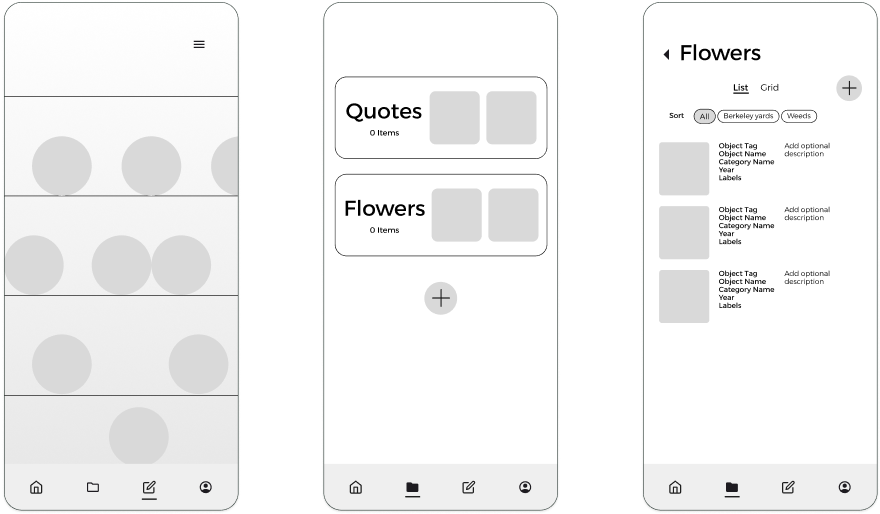 Quotes
0 Items
Flowers
0 Items
Flowers
List Grid
Sort All Berkeley yards Weeds
Object Tag
Object Name
Category Name
Year
Labels
Add optional
description
Object Tag
Object Name
Category Name
Year
Labels
Add optional
description
Object Tag
Object Name
Category Name
Year
Labels
Add optional
description